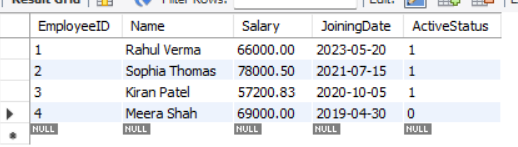 Result Grid Filter Rows: Edit:
EmployeeID Name Salary JoiningDate ActiveStatus
1 Rahul Verma 66000.00 2023-05-20 1
2 Sophia Thomas 78000.50 2021-07-15 1
3 Kiran Patel 57200.83 2020-10-05 1
4 Meera Shah 69000.00 2019-04-30 0
NULL NULL NULL NULL NULL